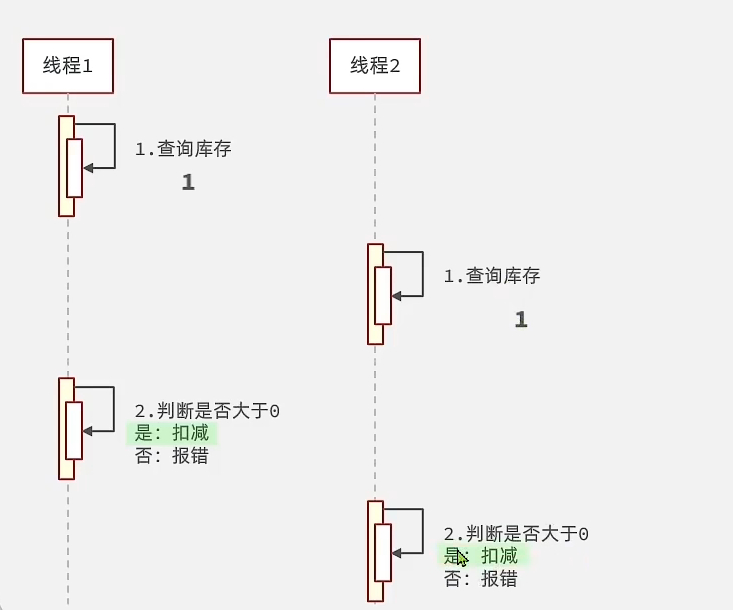 线程1
线程2
1.查询库存
1
1.查询库存
1
2.判断是否大于0
是: 扣减
否: 报错
2.判断是否大于0
是: 扣减
否: 报错